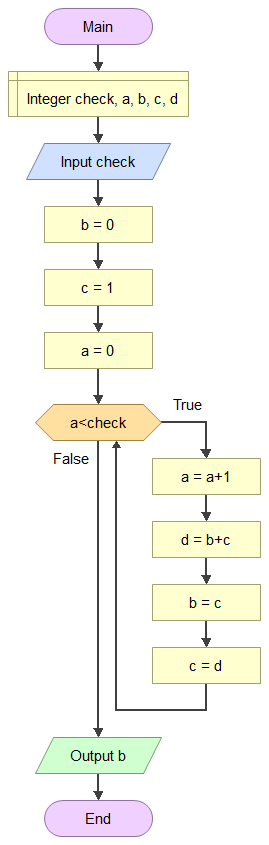 Main
Integer check, a, b, c, d
Input check
b = 0
c = 1
a = 0
a<check
True
False
a = a+1
d = b+c
b = c
c = d
Output b
End